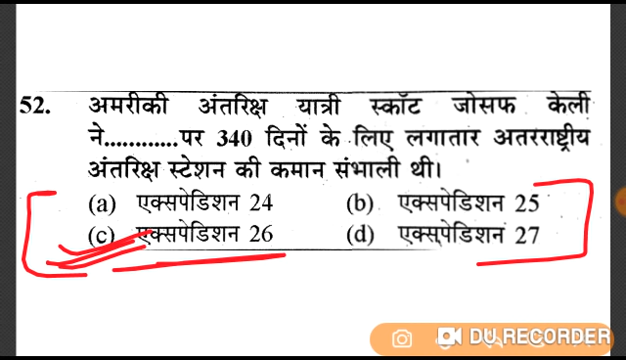 52. अमरीकी अंतरिक्ष यात्री स्कॉट जोसफ केली
ने............पर 340 दिनों के लिए लगातार अतरराष्ट्रीय
अंतरिक्ष स्टेशन की कमान संभाली थी।
(a) एक्सपेडिशन 24 (b) एक्सपेडिशन 25
(c) एक्सपेडिशन 26 (d) एक्सपेडिशन 27
DU RECORDER